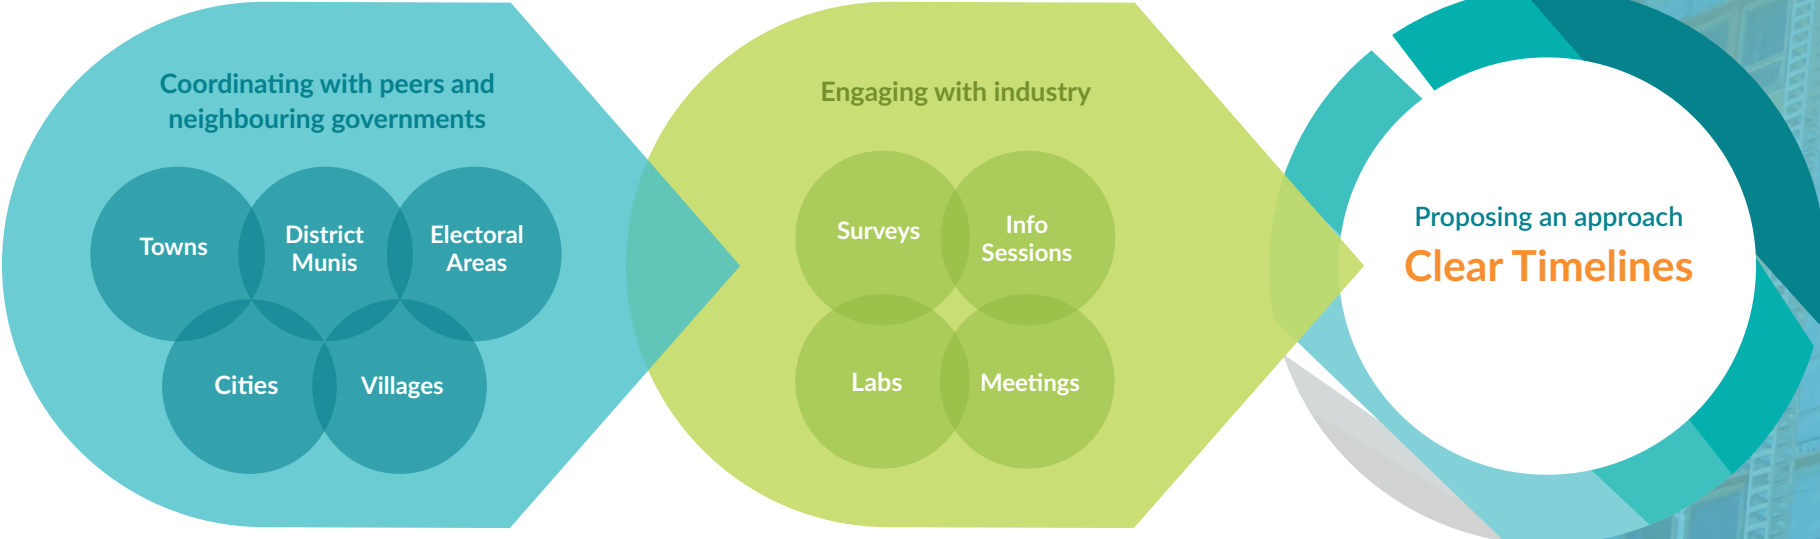 Coordinating with peers and
neighbouring governments
Towns
District
Munis
Electoral
Areas
Cities
Villages
Engaging with industry
Surveys
Info
Sessions
Labs
Meetings
Proposing an approach
Clear Timelines